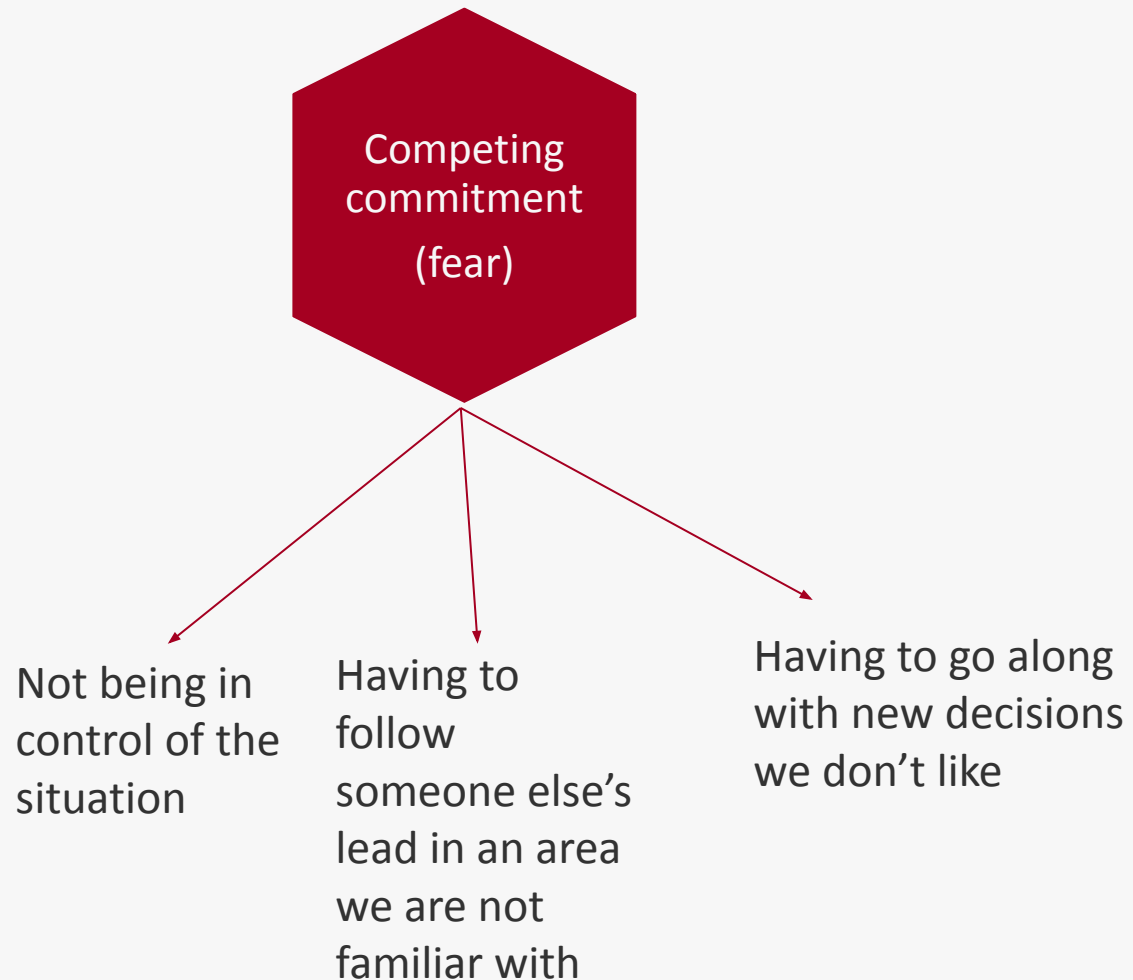 Competing
commitment
(fear)
Not being in
control of the
situation
Having to
follow
someone else’s
lead in an area
we are not
familiar with
Having to go along
with new decisions
we don’t like